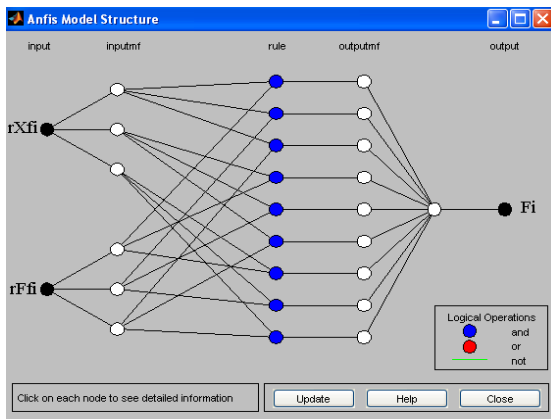 Anfis Model Structure
input inputmf rule outputmf output
rXfi
Fi
rFfi
Logical Operations
and
or
not
Click on each node to see detailed information
Update Help Close